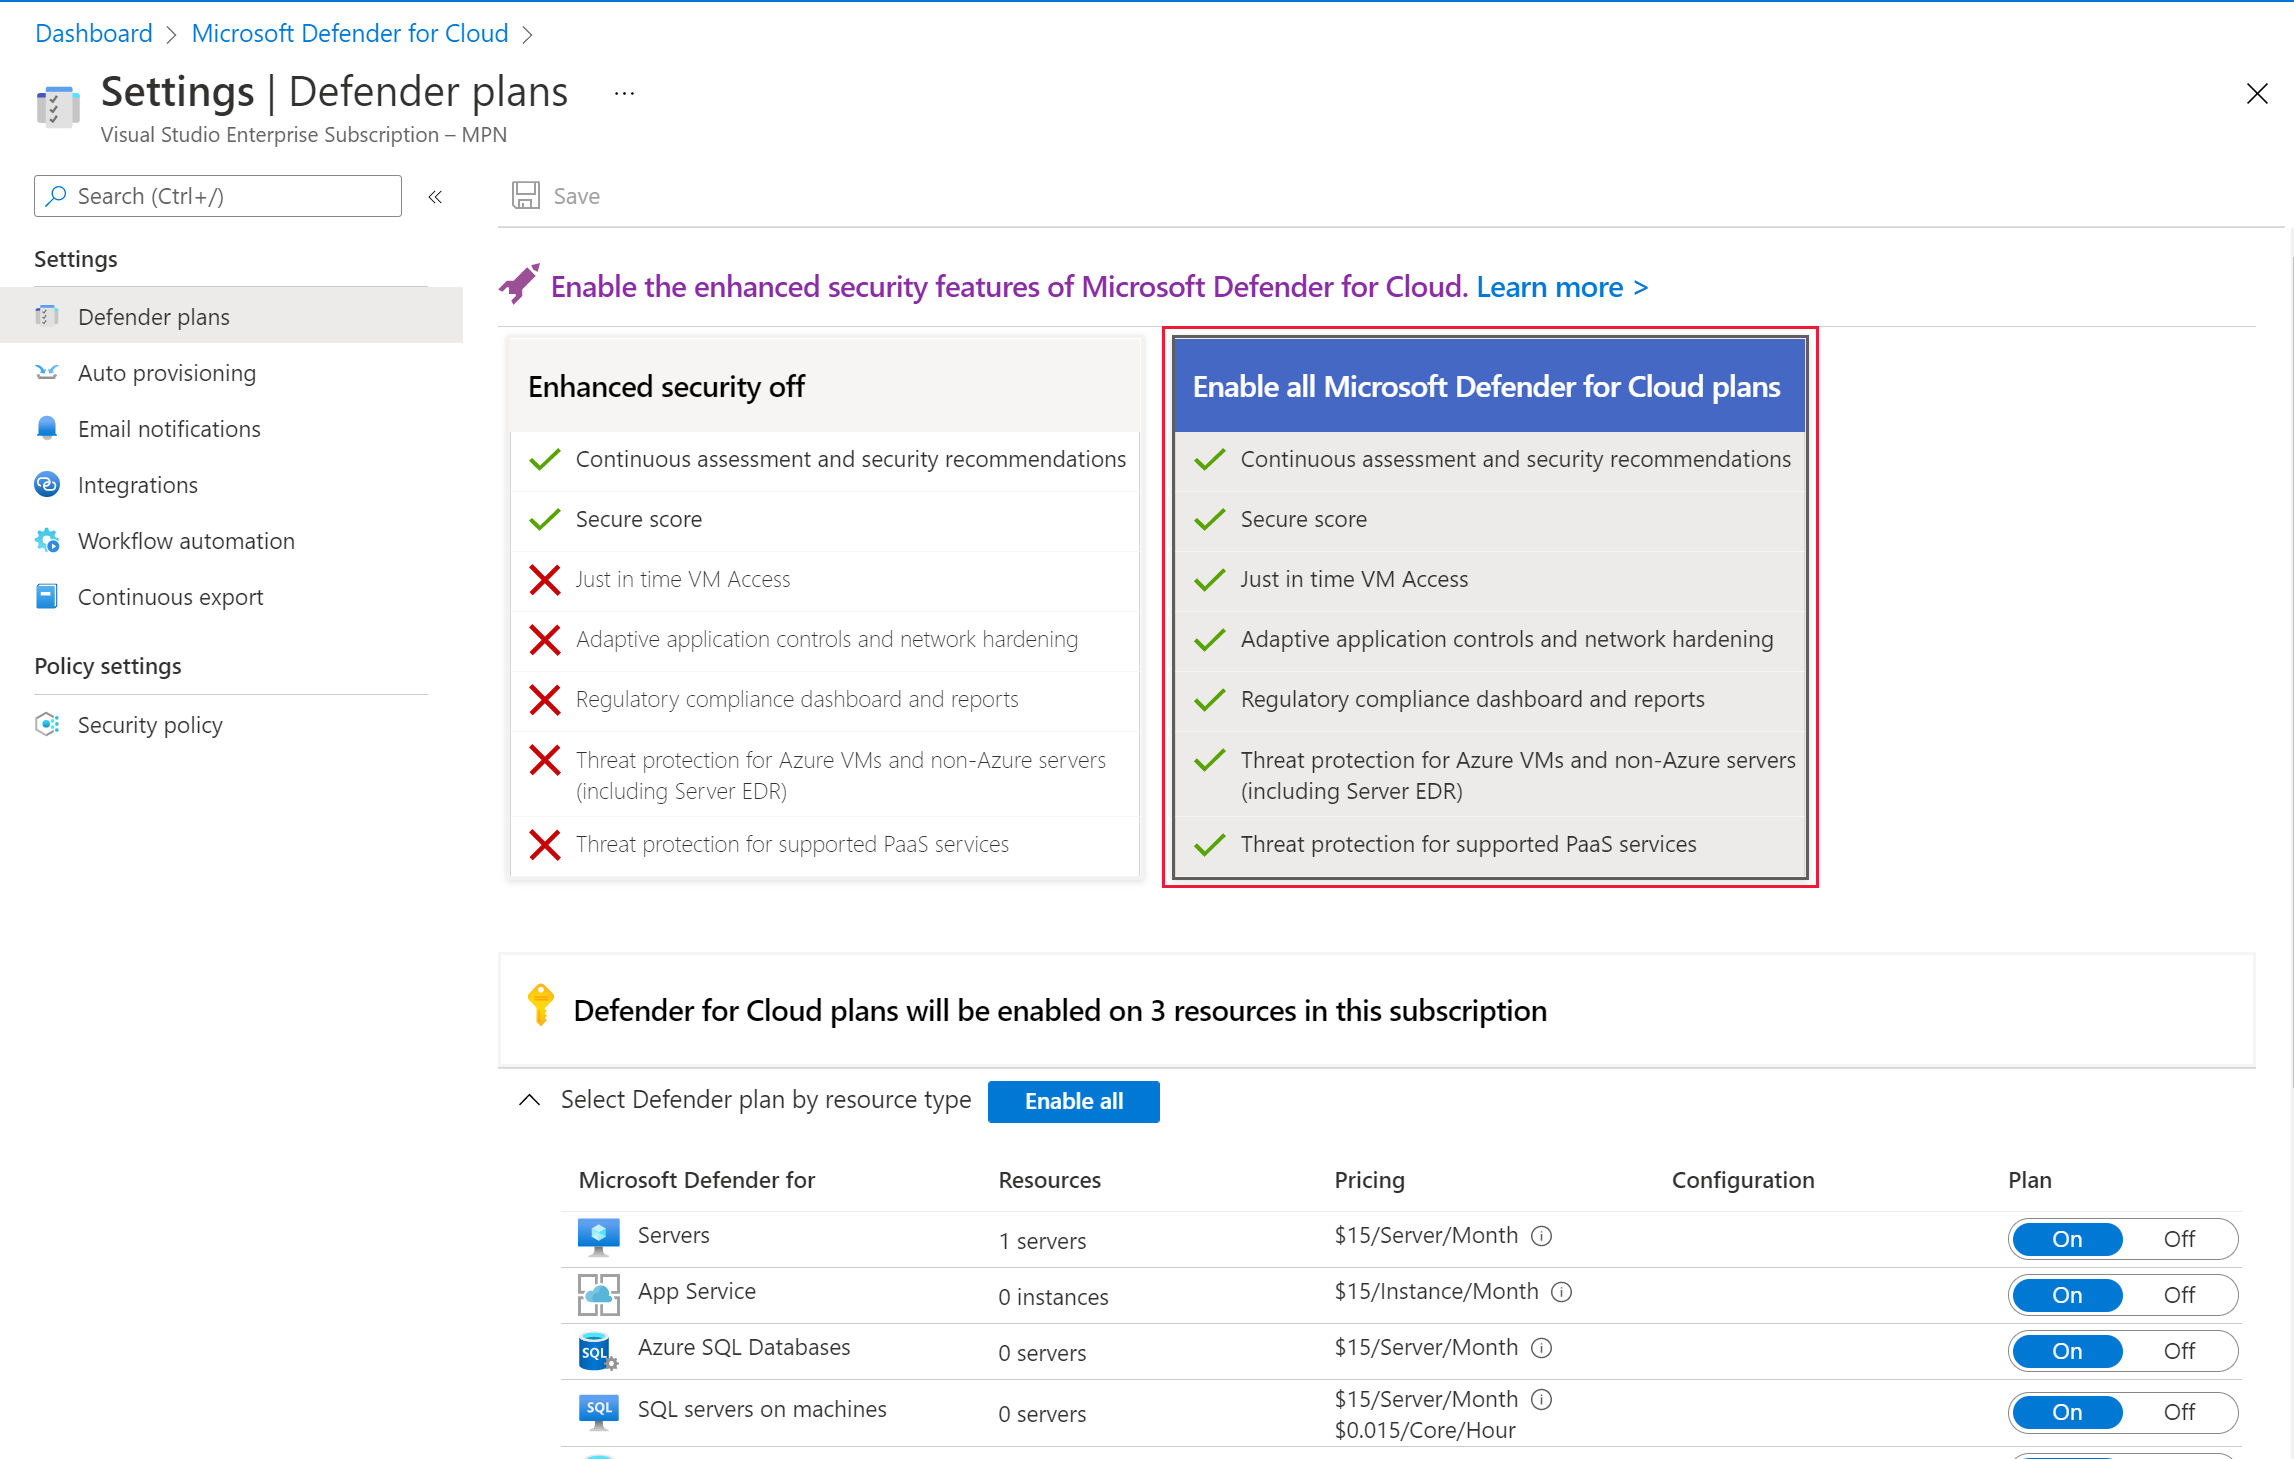 Dashboard > Microsoft Defender for Cloud >
Settings | Defender plans ...
Visual Studio Enterprise Subscription – MPN
Search (Ctrl+/) «
Save
Settings
Defender plans
Auto provisioning
Email notifications
Integrations
Workflow automation
Continuous export
Policy settings
Security policy
Enable the enhanced security features of Microsoft Defender for Cloud. Learn more >
Enhanced security off
Continuous assessment and security recommendations
Secure score
Just in time VM Access
Adaptive application controls and network hardening
Regulatory compliance dashboard and reports
Threat protection for Azure VMs and non-Azure servers
(including Server EDR)
Threat protection for supported PaaS services
Enable all Microsoft Defender for Cloud plans
Continuous assessment and security recommendations
Secure score
Just in time VM Access
Adaptive application controls and network hardening
Regulatory compliance dashboard and reports
Threat protection for Azure VMs and non-Azure servers
(including Server EDR)
Threat protection for supported PaaS services
Defender for Cloud plans will be enabled on 3 resources in this subscription
Select Defender plan by resource type Enable all
Microsoft Defender for Resources Pricing Configuration Plan
Servers 1 servers $15/Server/Month On Off
App Service 0 instances $15/Instance/Month On Off
SQL Azure SQL Databases 0 servers $15/Server/Month On Off
SQL SQL servers on machines 0 servers $15/Server/Month On Off
$0.015/Core/Hour